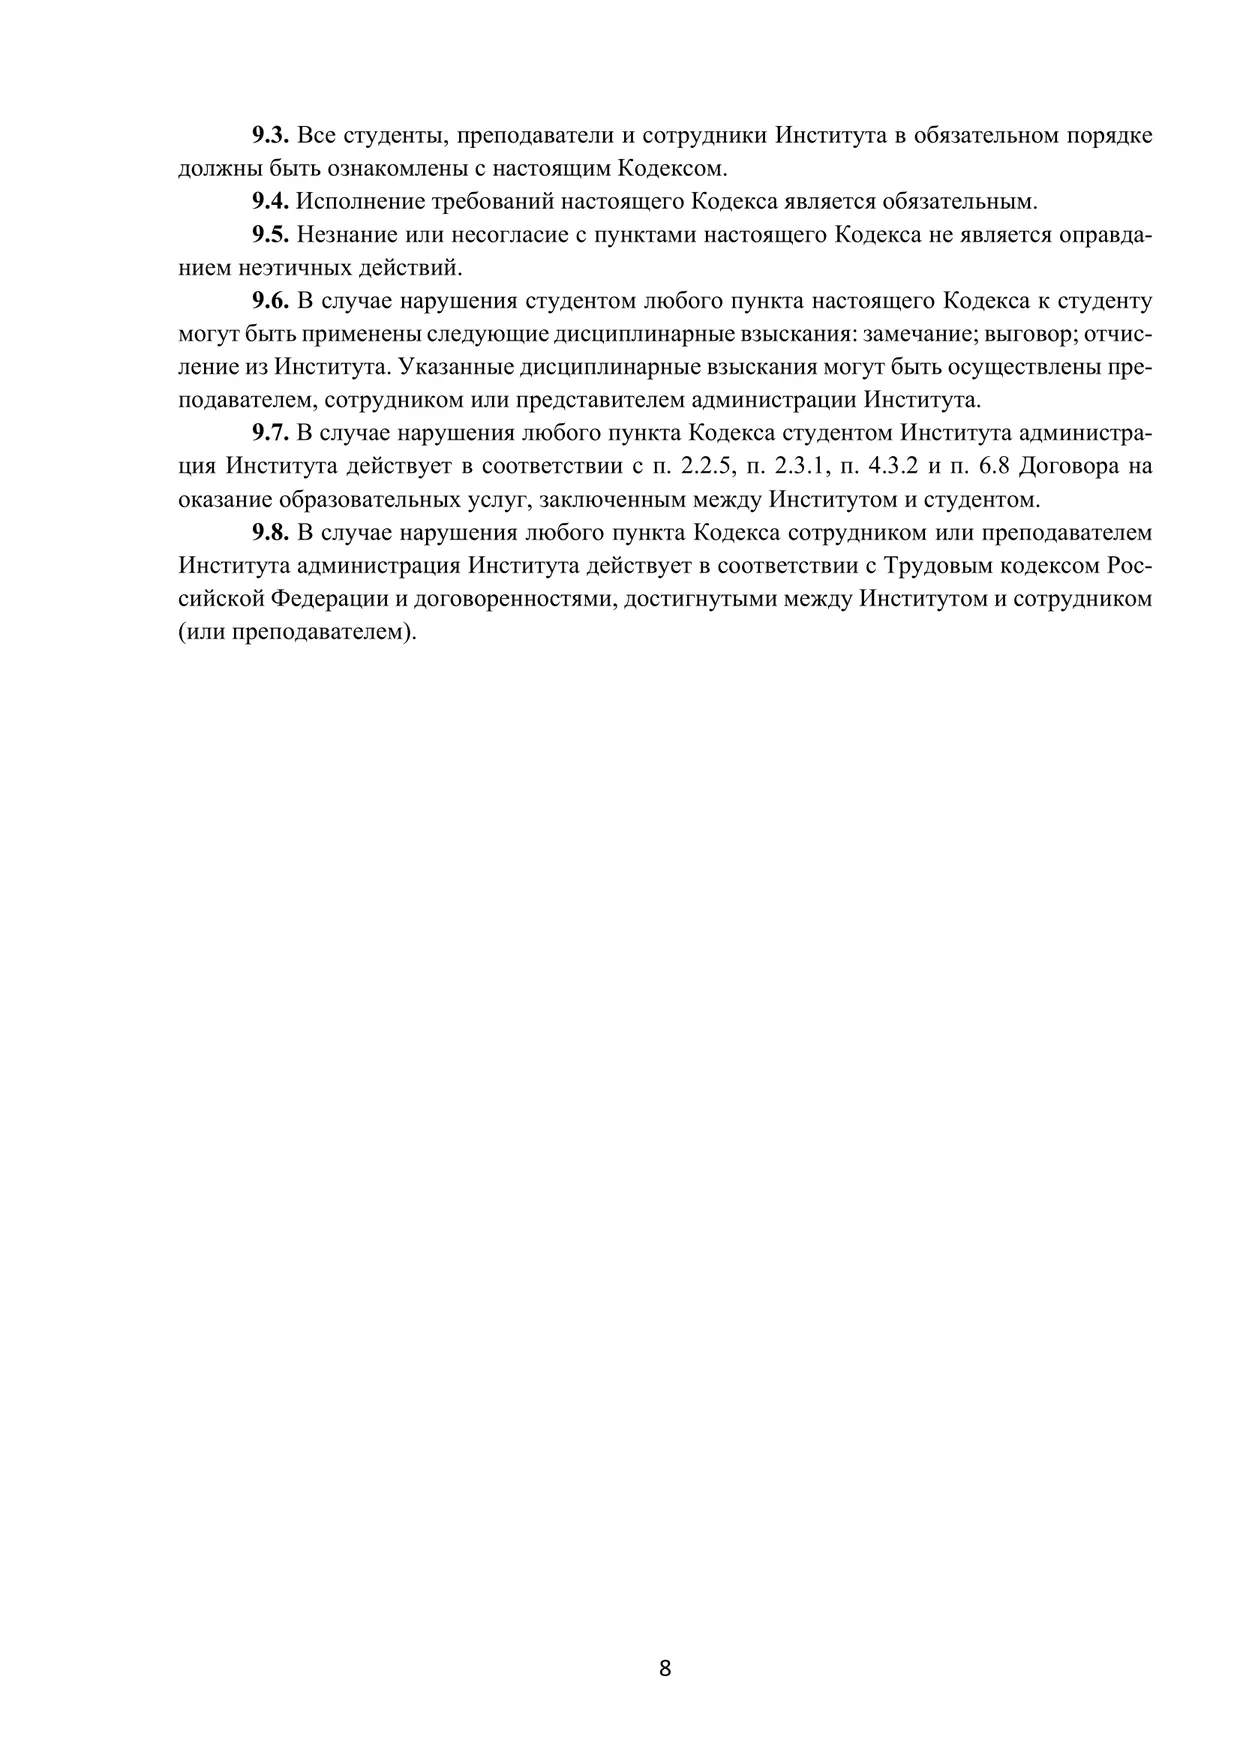 9.3. Все студенты, преподаватели и сотрудники Института в обязательном порядке
должны быть ознакомлены с настоящим Кодексом.
9.4. Исполнение требований настоящего Кодекса является обязательным.
9.5. Незнание или несогласие с пунктами настоящего Кодекса не является оправда-
нием неэтичных действий.
9.6. В случае нарушения студентом любого пункта настоящего Кодекса к студенту
могут быть применены следующие дисциплинарные взыскания: замечание; выговор; отчис-
ление из Института. Указанные дисциплинарные взыскания могут быть осуществлены пре-
подавателем, сотрудником или представителем администрации Института.
9.7. В случае нарушения любого пункта Кодекса студентом Института администра-
ция Института действует в соответствии с п. 2.2.5, п. 2.3.1, п. 4.3.2 и п. 6.8 Договора на
оказание образовательных услуг, заключенным между Институтом и студентом.
9.8. В случае нарушения любого пункта Кодекса сотрудником или преподавателем
Института администрация Института действует в соответствии с Трудовым кодексом Рос-
сийской Федерации и договоренностями, достигнутыми между Институтом и сотрудником
(или преподавателем).
8